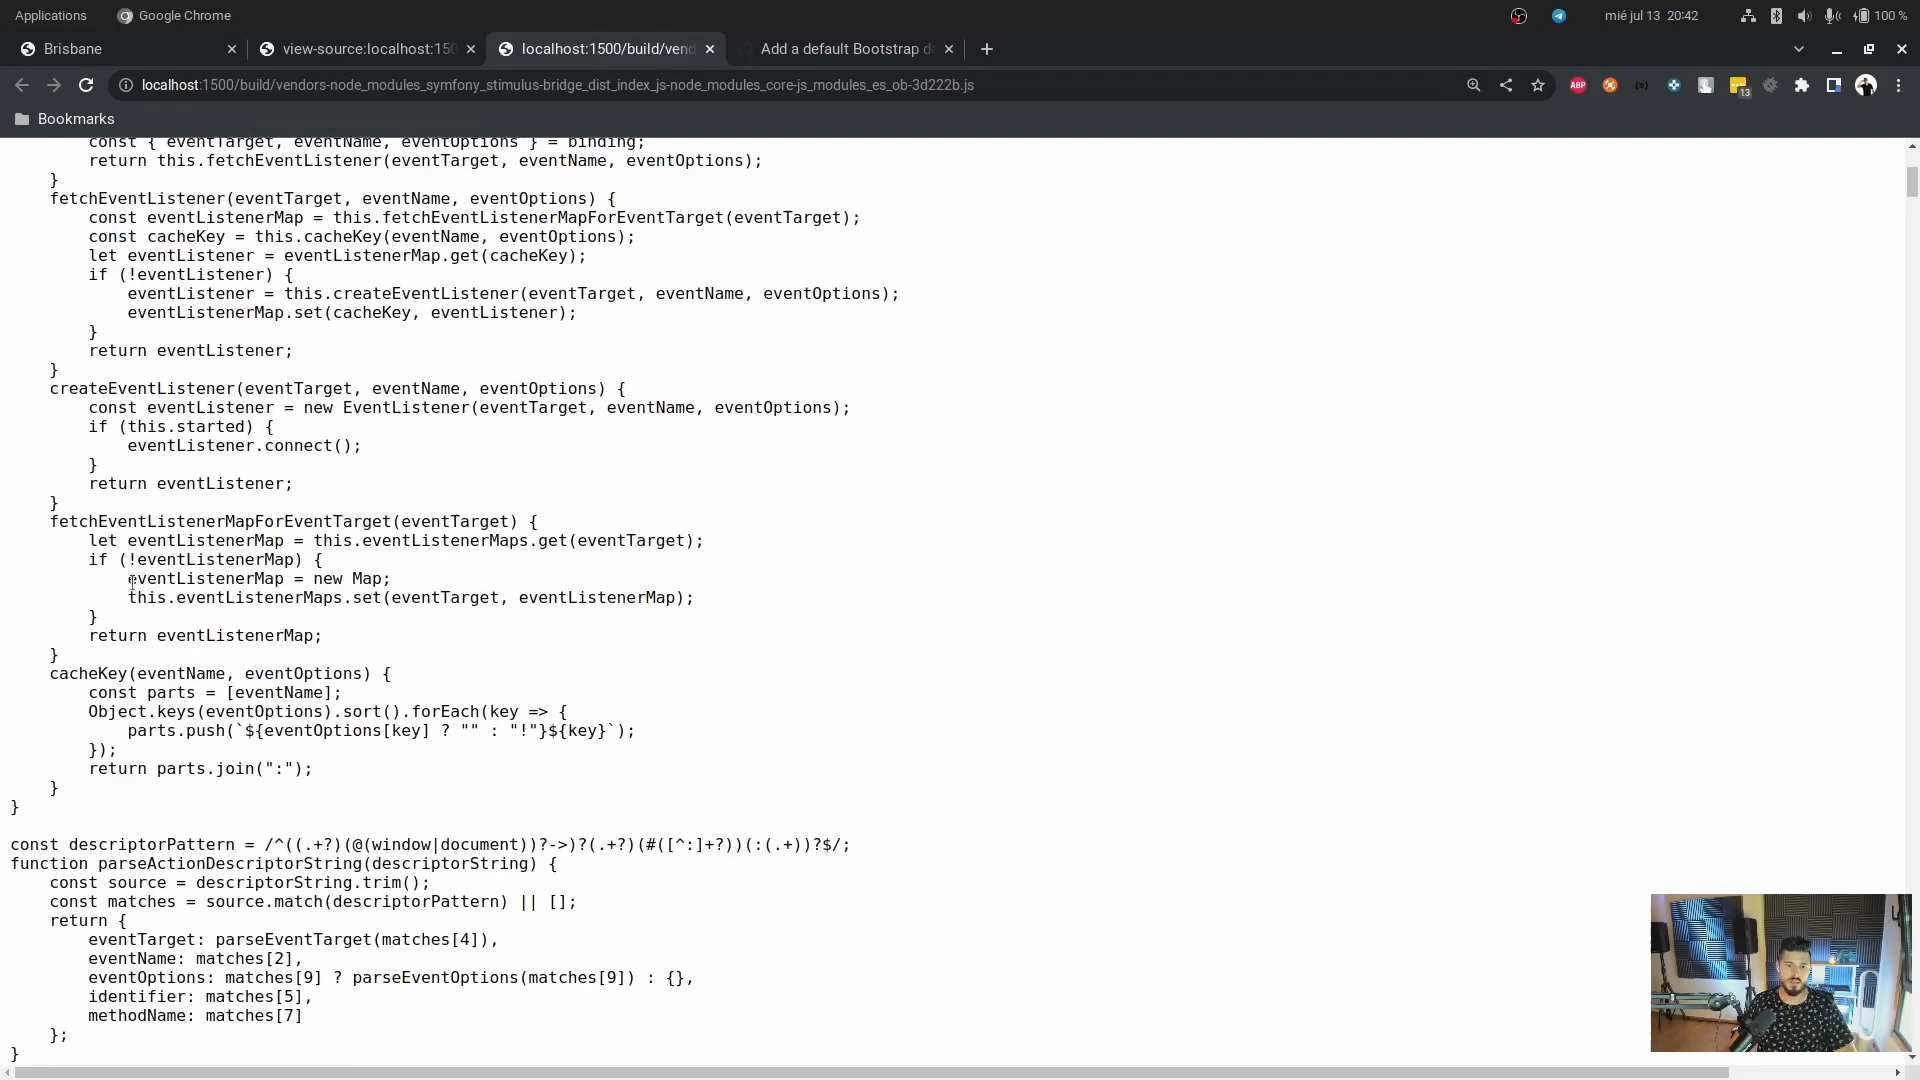 Applications Google Chrome mié jul 13 20:42 100 %
Brisbane view-source:localhost:150 localhost:1500/build/vend Add a default Bootstrap d
localhost:1500/build/vendors-node_modules_symfony_stimulus-bridge_dist_index_js-node_modules_core-js_modules_es_ob-3d222b.js ABP 13
Bookmarks
const { eventTarget, eventName, eventOptions } = binding;
return this.fetchEventListener(eventTarget, eventName, eventOptions);
}
fetchEventListener(eventTarget, eventName, eventOptions) {
const eventListenerMap = this.fetchEventListenerMapForEventTarget(eventTarget);
const cacheKey = this.cacheKey(eventName, eventOptions);
let eventListener = eventListenerMap.get(cacheKey);
if (!eventListener) {
eventListener = this.createEventListener(eventTarget, eventName, eventOptions);
eventListenerMap.set(cacheKey, eventListener);
}
return eventListener;
}
createEventListener(eventTarget, eventName, eventOptions) {
const eventListener = new EventListener(eventTarget, eventName, eventOptions);
if (this.started) {
eventListener.connect();
}
return eventListener;
}
fetchEventListenerMapForEventTarget(eventTarget) {
let eventListenerMap = this.eventListenerMaps.get(eventTarget);
if (!eventListenerMap) {
eventListenerMap = new Map;
this.eventListenerMaps.set(eventTarget, eventListenerMap);
}
return eventListenerMap;
}
cacheKey(eventName, eventOptions) {
const parts = [eventName];
Object.keys(eventOptions).sort().forEach(key => {
parts.push(`${eventOptions[key] ? "" : "!"}${key}`);
});
return parts.join(":");
}
}
const descriptorPattern = /^((.+?)(@(window|document))?->)?(.+?)(#([^:]+?))(:(.+))?$/;
function parseActionDescriptorString(descriptorString) {
const source = descriptorString.trim();
const matches = source.match(descriptorPattern) || [];
return {
eventTarget: parseEventTarget(matches[4]),
eventName: matches[2],
eventOptions: matches[9] ? parseEventOptions(matches[9]) : {},
identifier: matches[5],
methodName: matches[7]
};
}